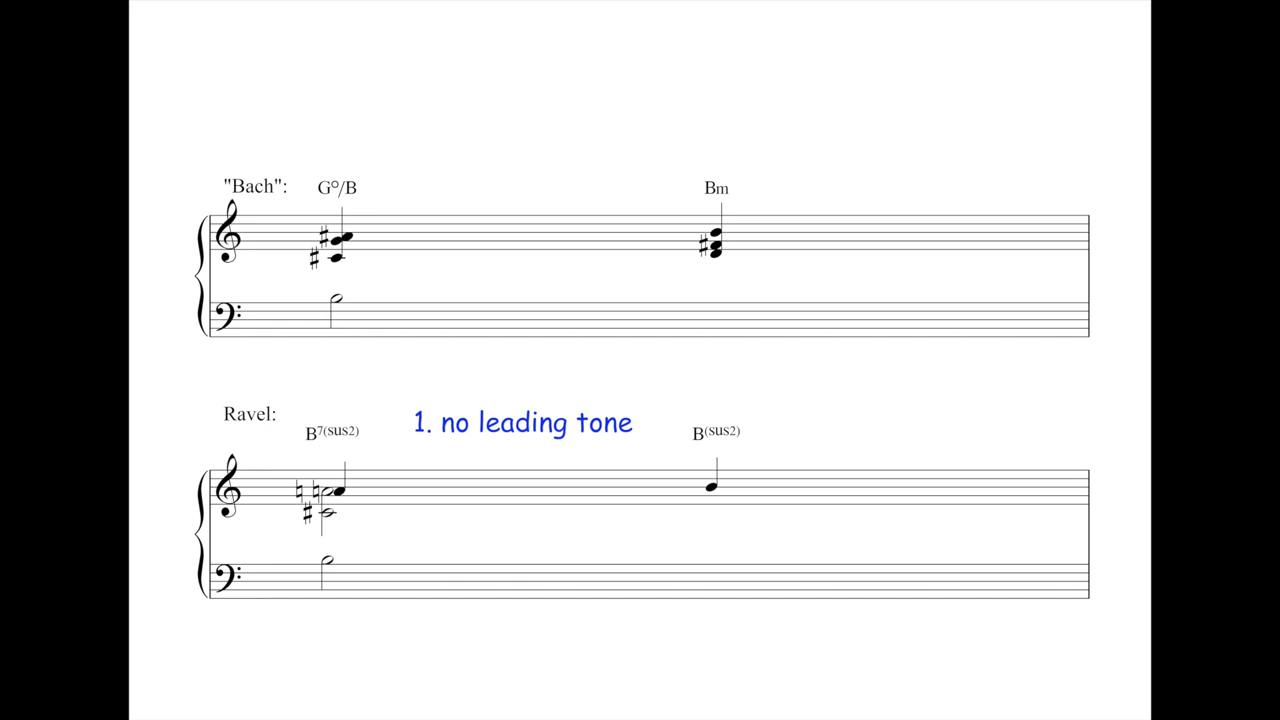 "Bach": G°/B Bm
Ravel: 1. no leading tone
B7(sus2) B(sus2)